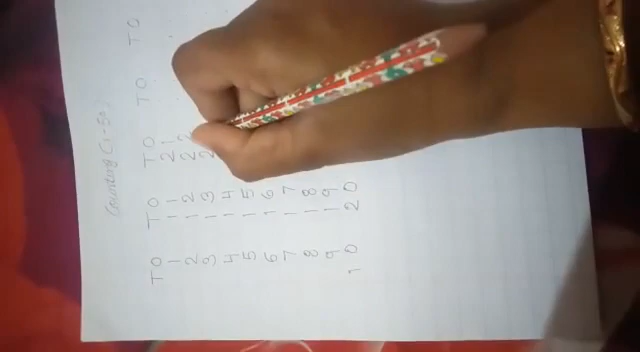 Counting (1-50)
T O T O T O T O T O
1 1 1 2 1
2 1 2 2 2
3 1 3 2
4 1 4
5 1 5
6 1 6
7 1 7
8 1 8
9 1 9
1 0 2 0